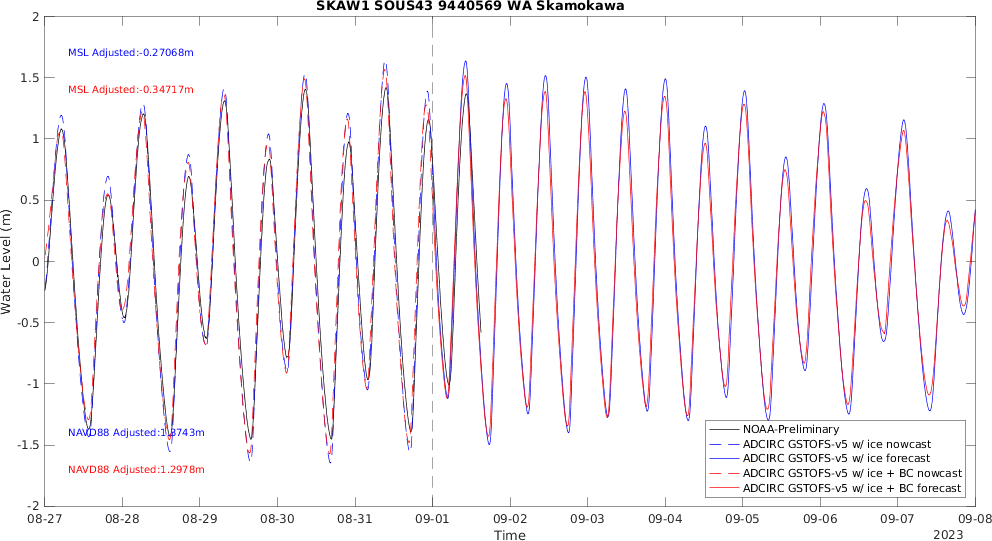 SKAW1 SOUS43 9440569 WA Skamokawa
2
1.5
1
0.5
0
-0.5
-1
-1.5
-2
Water Level (m)
MSL Adjusted:-0.27068m
MSL Adjusted:-0.34717m
NAVD88 Adjusted:1.3743m
NAVD88 Adjusted:1.2978m
NOAA-Preliminary
ADCIRC GSTOFS-v5 w/ ice nowcast
ADCIRC GSTOFS-v5 w/ ice forecast
ADCIRC GSTOFS-v5 w/ ice + BC nowcast
ADCIRC GSTOFS-v5 w/ ice + BC forecast
08-27 08-28 08-29 08-30 08-31 09-01 09-02 09-03 09-04 09-05 09-06 09-07 09-08
Time
2023